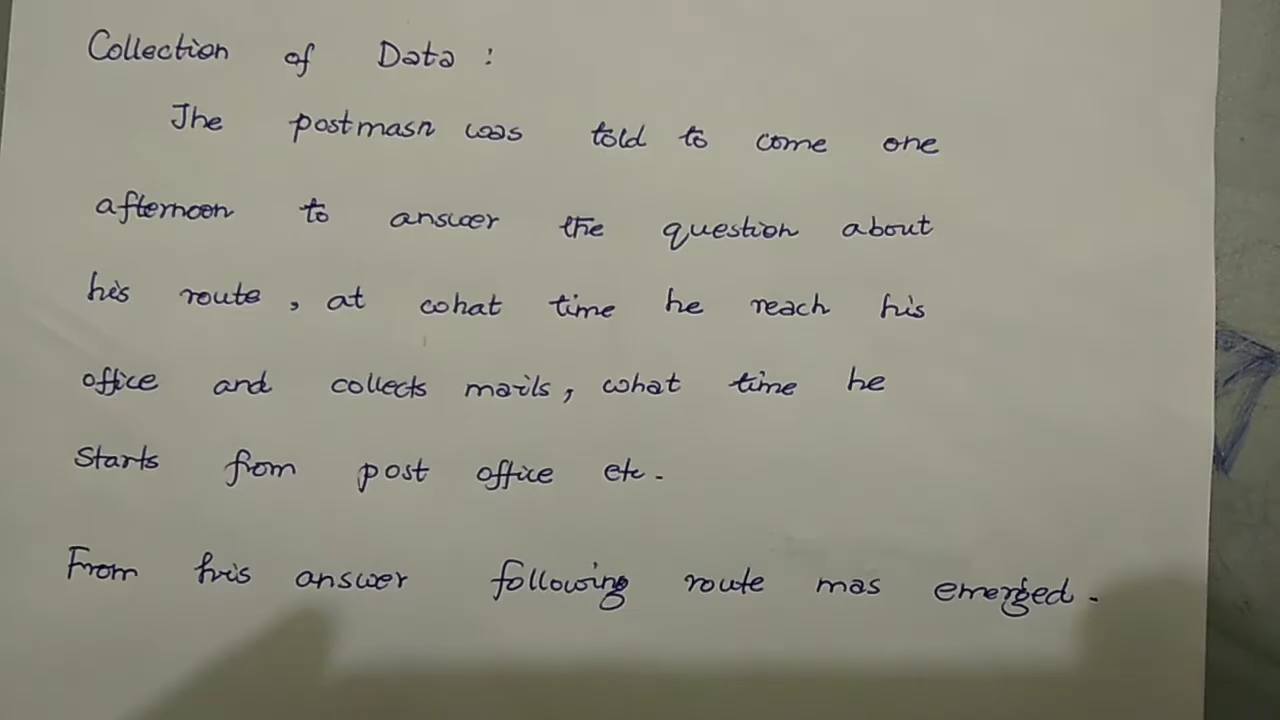 Collection of Data :
The postmasn was told to come one
afternoon to answer the question about
his route, at what time he reach his
office and collects mails, what time he
Starts from post office etc.
From his answer following route mas emerged.